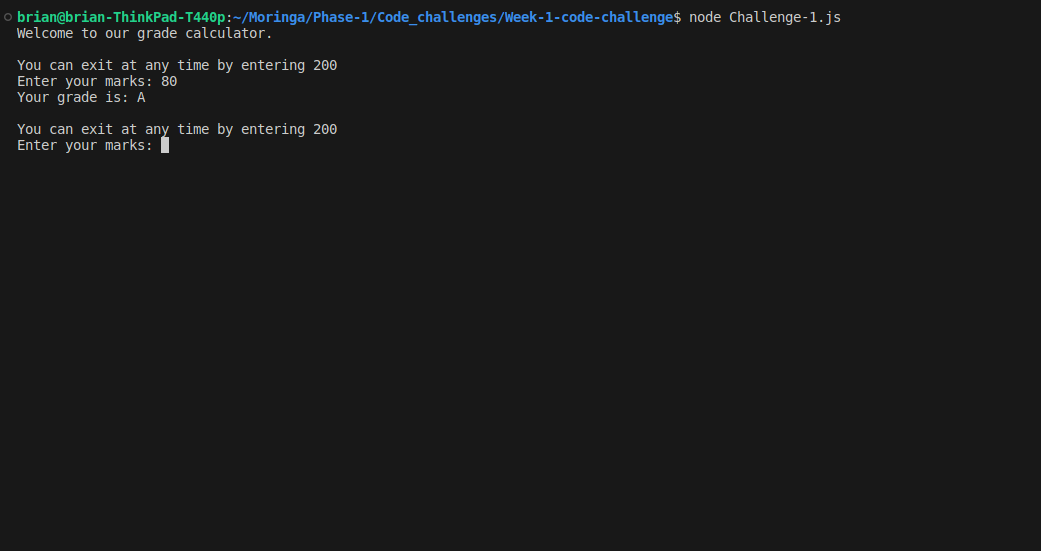 brian@brian-ThinkPad-T440p:~/Moringa/Phase-1/Code_challenges/Week-1-code-challenge$ node Challenge-1.js
Welcome to our grade calculator.
You can exit at any time by entering 200
Enter your marks: 80
Your grade is: A
You can exit at any time by entering 200
Enter your marks: